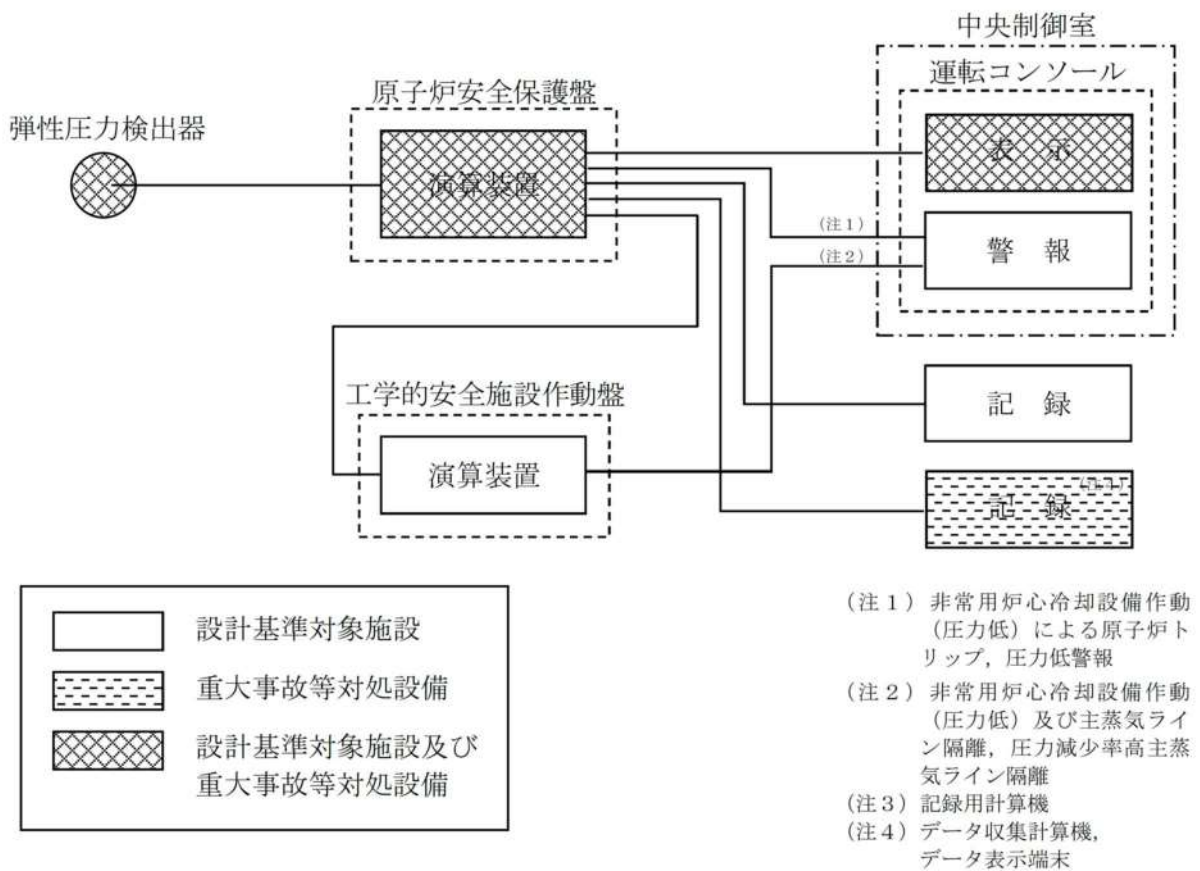 中央制御室
運転コンソール
原子炉安全保護盤
弾性圧力検出器
表 示
演算装置
(注1)
警 報
(注2)
工学的安全施設作動盤
記 録
演算装置
(注4)
記 録
設計基準対象施設
重大事故等対処設備
設計基準対象施設及び
重大事故等対処設備
(注1) 非常用炉心冷却設備作動
(圧力低)による原子炉ト
リップ,圧力低警報
(注2) 非常用炉心冷却設備作動
(圧力低)及び主蒸気ライ
ン隔離,圧力減少率高主蒸
気ライン隔離
(注3) 記録用計算機
(注4) データ収集計算機,
データ表示端末